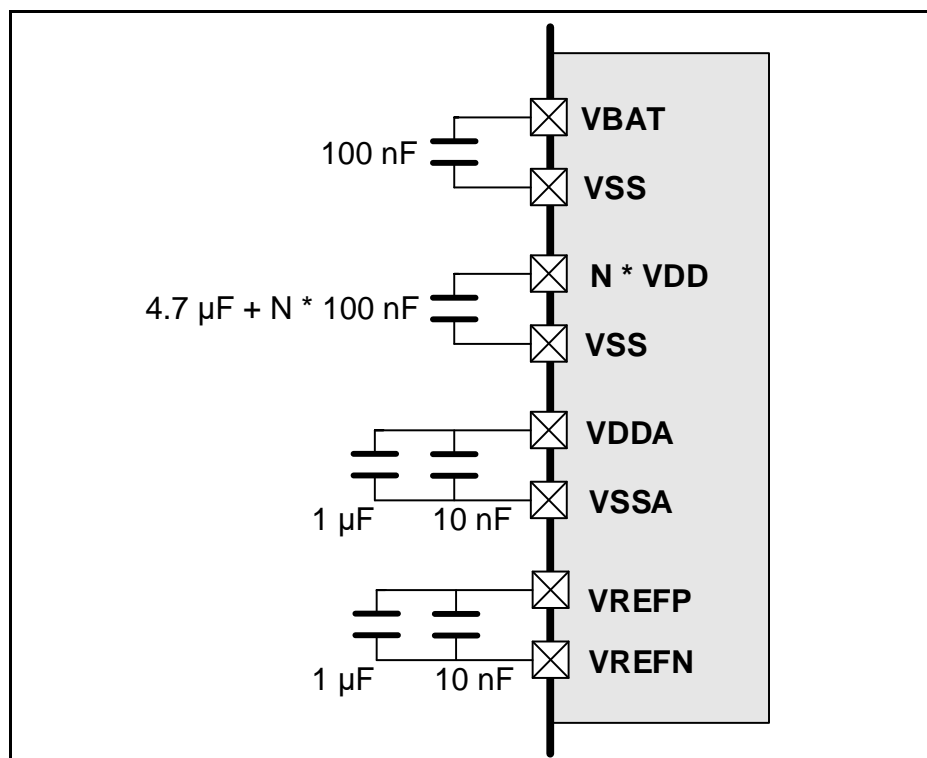 VBAT
100 nF
VSS
N * VDD
4.7 µF + N * 100 nF
VSS
VDDA
VSSA
1 µF 10 nF
VREFP
VREFN
1 µF 10 nF